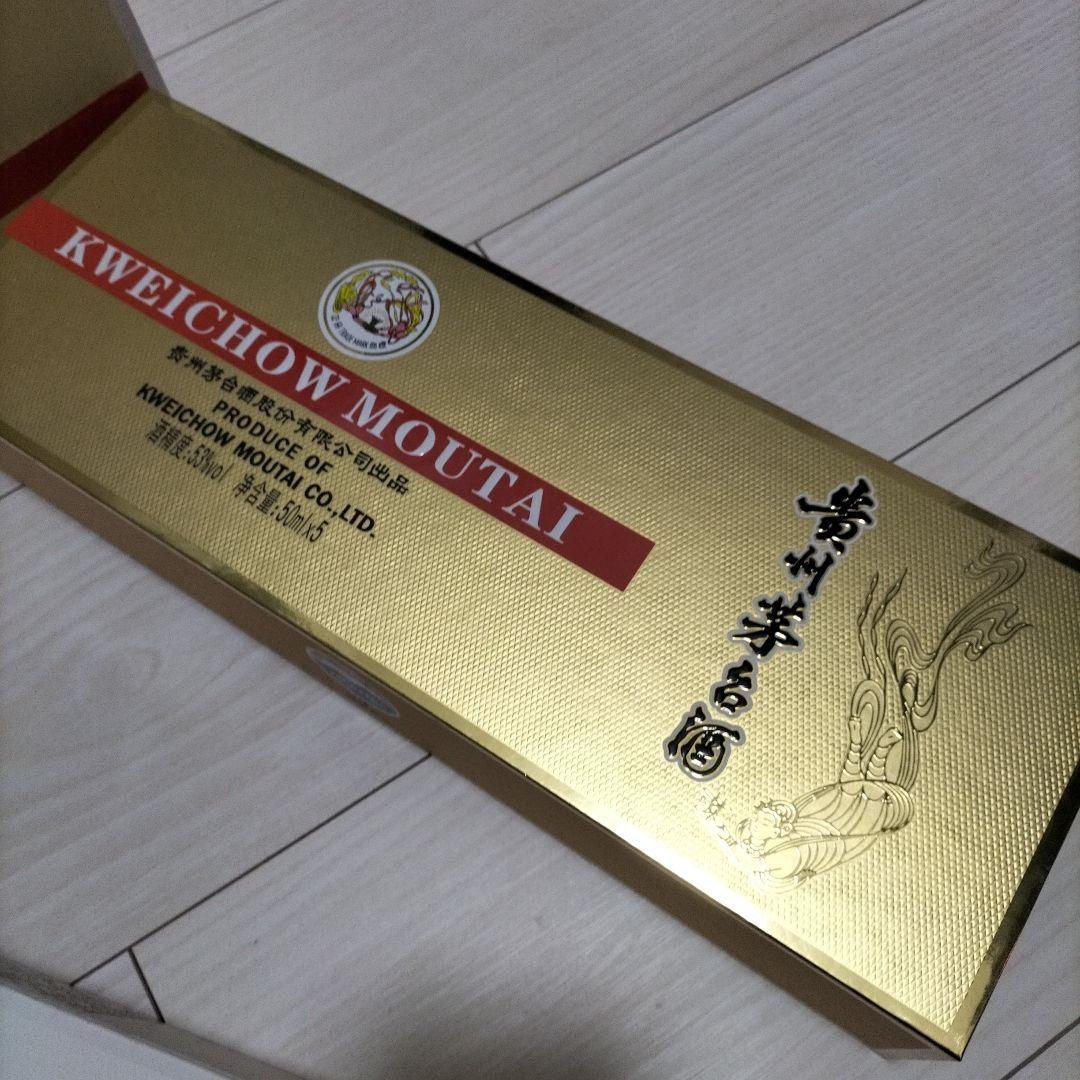 KWEICHOW MOUTAI
贵州茅台酒股份有限公司出品
PRODUCE OF
KWEICHOW MOUTAI CO.,LTD.
酒精度:53%vol 净含量:50ml×5
贵州茅台酒